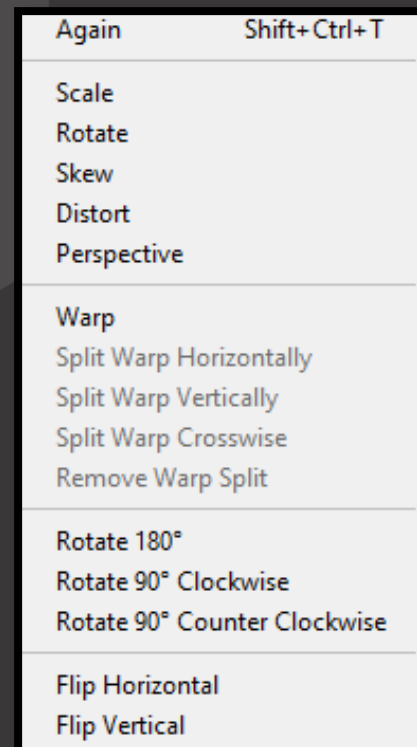 Again Shift+Ctrl+T
Scale
Rotate
Skew
Distort
Perspective
Warp
Split Warp Horizontally
Split Warp Vertically
Split Warp Crosswise
Remove Warp Split
Rotate 180°
Rotate 90° Clockwise
Rotate 90° Counter Clockwise
Flip Horizontal
Flip Vertical